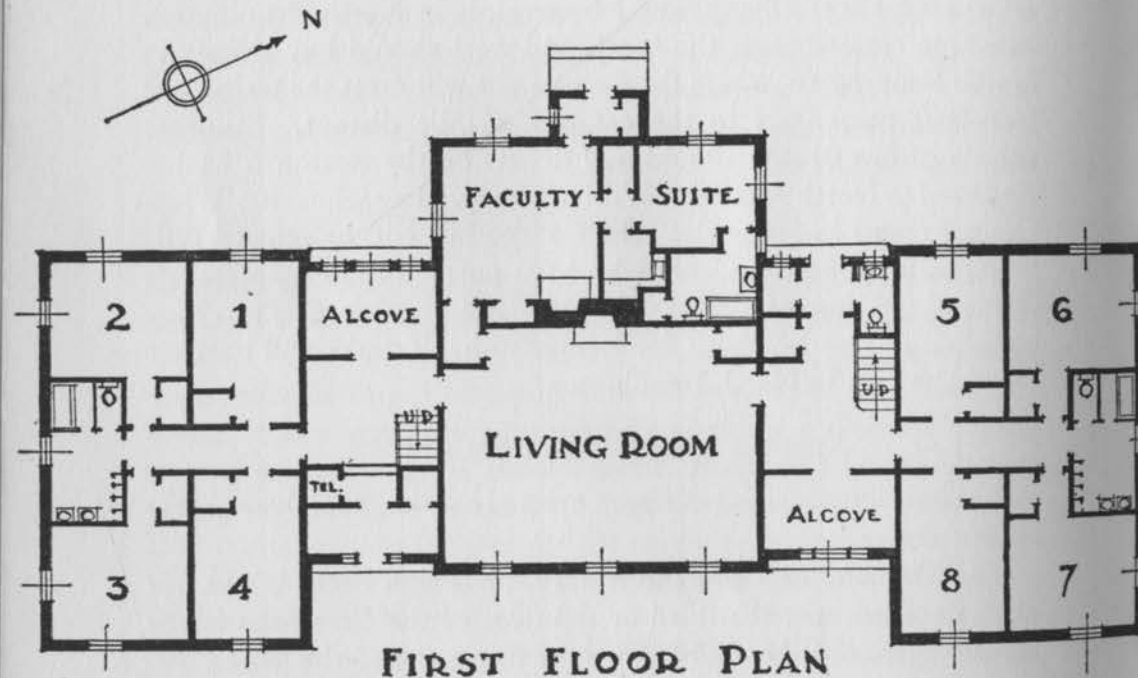 N
FACULTY SUITE
2 1 ALCOVE 5 6
UP UP
LIVING ROOM
TEL.
ALCOVE
3 4 8 7
FIRST FLOOR PLAN